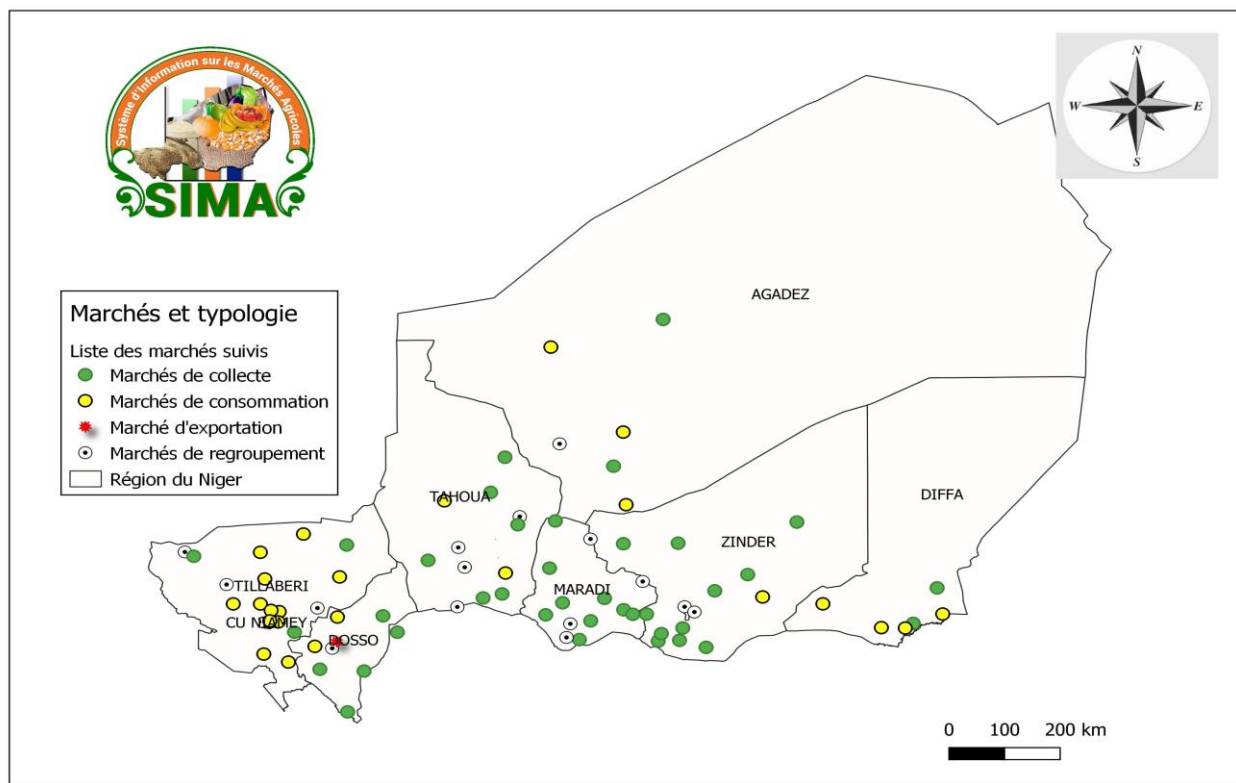 Système d'Information sur les Marchés Agricoles
SIMA
N
W
E
S
Marchés et typologie
Liste des marchés suivis
Marchés de collecte
Marchés de consommation
Marché d'exportation
Marchés de regroupement
Région du Niger
AGADEZ
TAHOUA
DIFFA
ZINDER
TILLABERI
MARADI
CU NIAMEY
DOSSO
0 100 200 km